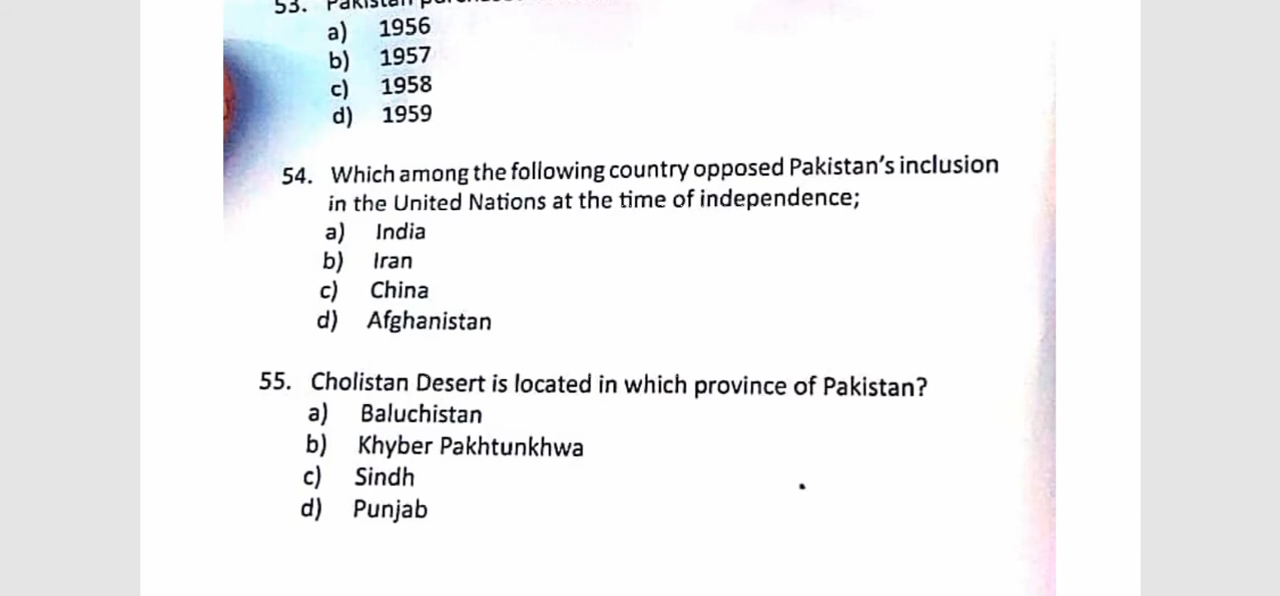 53. Pakistan
a) 1956
b) 1957
c) 1958
d) 1959
54. Which among the following country opposed Pakistan's inclusion
in the United Nations at the time of independence;
a) India
b) Iran
c) China
d) Afghanistan
55. Cholistan Desert is located in which province of Pakistan?
a) Baluchistan
b) Khyber Pakhtunkhwa
c) Sindh
d) Punjab